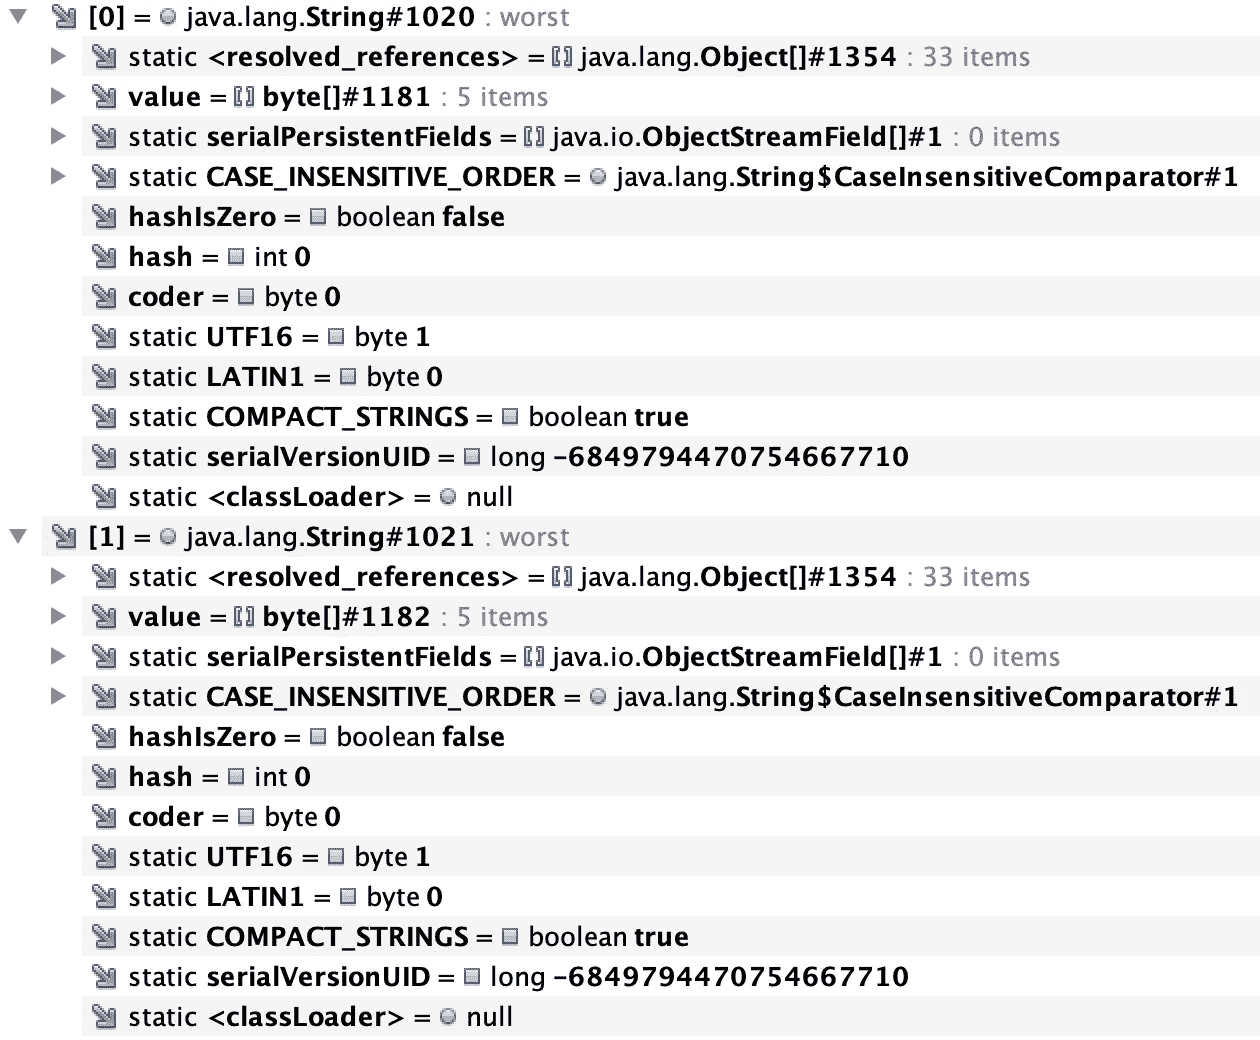 [0] = java.lang.String#1020 : worst
static <resolved_references> = java.lang.Object[]#1354 : 33 items
value = byte[]#1181 : 5 items
static serialPersistentFields = java.io.ObjectStreamField[]#1 : 0 items
static CASE_INSENSITIVE_ORDER = java.lang.String$CaseInsensitiveComparator#1
hashIsZero = boolean false
hash = int 0
coder = byte 0
static UTF16 = byte 1
static LATIN1 = byte 0
static COMPACT_STRINGS = boolean true
static serialVersionUID = long -6849794470754667710
static <classLoader> = null
[1] = java.lang.String#1021 : worst
static <resolved_references> = java.lang.Object[]#1354 : 33 items
value = byte[]#1182 : 5 items
static serialPersistentFields = java.io.ObjectStreamField[]#1 : 0 items
static CASE_INSENSITIVE_ORDER = java.lang.String$CaseInsensitiveComparator#1
hashIsZero = boolean false
hash = int 0
coder = byte 0
static UTF16 = byte 1
static LATIN1 = byte 0
static COMPACT_STRINGS = boolean true
static serialVersionUID = long -6849794470754667710
static <classLoader> = null